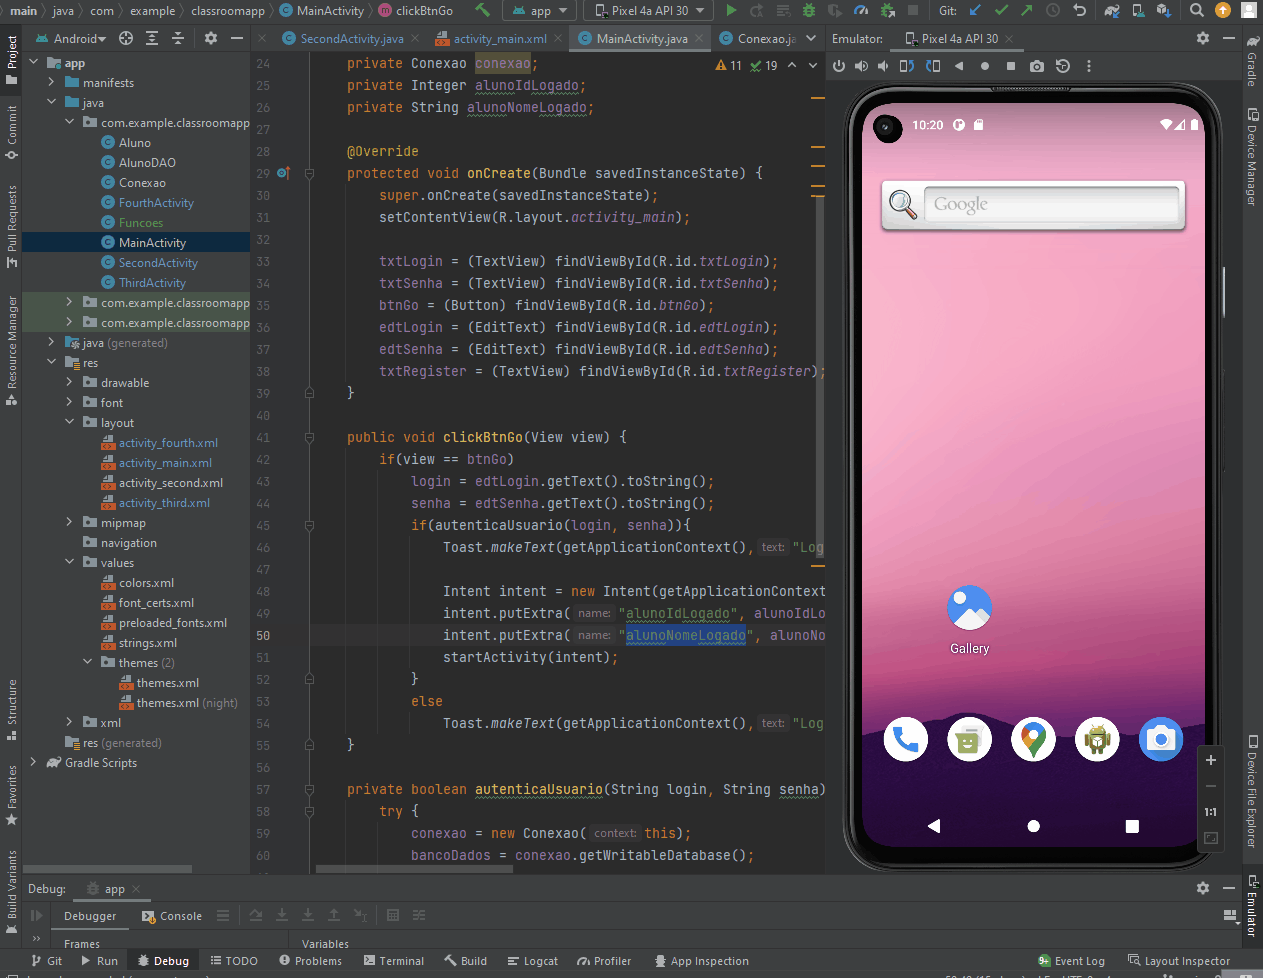 main java com example classroomapp MainActivity clickBtnGo app Pixel 4a API 30 Git:
Android SecondActivity.java activity_main.xml MainActivity.java Conexao.ja Emulator: Pixel 4a API 30
Project
Commit
Pull Requests
Resource Manager
Structure
Favorites
Build Variants
app
manifests
java
com.example.classroomapp
Aluno
AlunoDAO
Conexao
FourthActivity
Funcoes
MainActivity
SecondActivity
ThirdActivity
com.example.classroomapp
com.example.classroomapp
java (generated)
res
drawable
font
layout
activity_fourth.xml
activity_main.xml
activity_second.xml
activity_third.xml
mipmap
navigation
values
colors.xml
font_certs.xml
preloaded_fonts.xml
strings.xml
themes (2)
themes.xml
themes.xml (night)
xml
res (generated)
Gradle Scripts
11 19
24 private Conexao conexao;
25 private Integer alunoIdLogado;
26 private String alunoNomeLogado;
27
28 @Override
29 protected void onCreate(Bundle savedInstanceState) {
30 super.onCreate(savedInstanceState);
31 setContentView(R.layout.activity_main);
32
33 txtLogin = (TextView) findViewById(R.id.txtLogin);
34 txtSenha = (TextView) findViewById(R.id.txtSenha);
35 btnGo = (Button) findViewById(R.id.btnGo);
36 edtLogin = (EditText) findViewById(R.id.edtLogin);
37 edtSenha = (EditText) findViewById(R.id.edtSenha);
38 txtRegister = (TextView) findViewById(R.id.txtRegister);
39 }
40
41 public void clickBtnGo(View view) {
42 if(view == btnGo)
43 login = edtLogin.getText().toString();
44 senha = edtSenha.getText().toString();
45 if(autenticaUsuario(login, senha)){
46 Toast.makeText(getApplicationContext(), text: "Log
47
48 Intent intent = new Intent(getApplicationContext
49 intent.putExtra( name: "alunoIdLogado", alunoIdLo
50 intent.putExtra( name: "alunoNomeLogado", alunoNo
51 startActivity(intent);
52 }
53 else
54 Toast.makeText(getApplicationContext(), text: "Log
55 }
56
57 private boolean autenticaUsuario(String login, String senha)
58 try {
59 conexao = new Conexao( context: this);
60 bancoDados = conexao.getWritableDatabase();
10:20
Google
Gallery
1:1
Gradle
Device Manager
Device File Explorer
Emulator
Debug: app
Debugger Console
Frames Variables
Git Run Debug TODO Problems Terminal Build Logcat Profiler App Inspection Event Log Layout Inspector